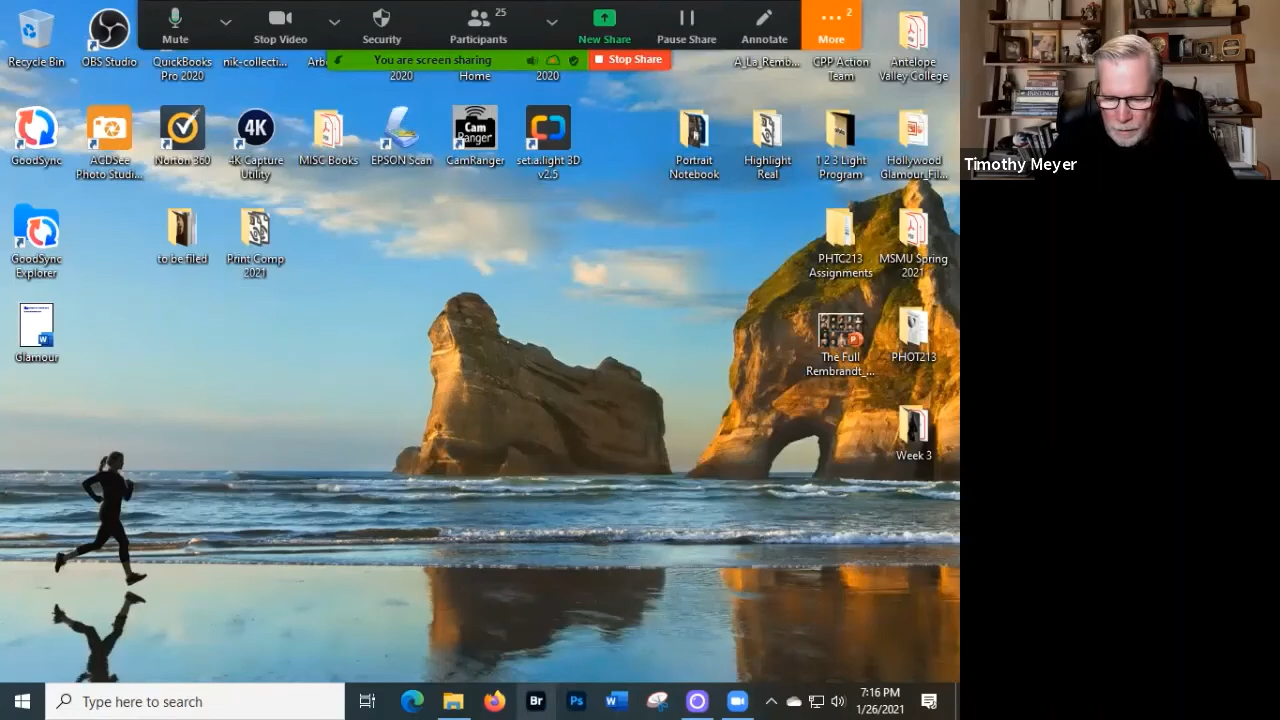 25
2
Mute
Stop Video
Security
Participants
New Share
Pause Share
Annotate
More
You are screen sharing
Stop Share
Recycle Bin
OBS Studio
QuickBooks
Pro 2020
nik-collecti...
Arb
2020
Home
2020
A_La_Remb...
CPP Action
Team
Antelope
Valley College
Timothy Meyer
4K
Cam
Ranger
GoodSync
ACDSee
Photo Studi...
Norton 360
4K Capture
Utility
MISC Books
EPSON Scan
CamRanger
set.a.light 3D
v2.5
Portrait
Notebook
Highlight
Real
1 2 3 Light
Program
Hollywood
Glamour_Fil...
GoodSync
Explorer
to be filed
Print Comp
2021
PHTC213
Assignments
MSMU Spring
2021
Glamour
The Full
Rembrandt_...
PHOT213
Week 3
Type here to search
Br
Ps
W
7:16 PM
1/26/2021